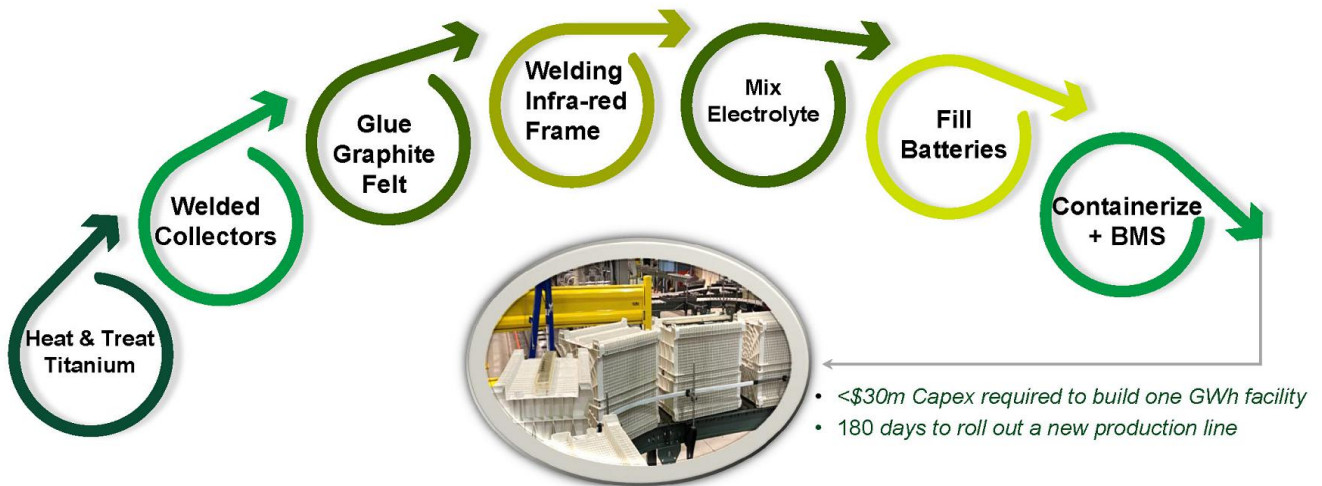 Heat & Treat
Titanium
Welded
Collectors
Glue
Graphite
Felt
Welding
Infra-red
Frame
Mix
Electrolyte
Fill
Batteries
Containerize
+ BMS
• <$30m Capex required to build one GWh facility
• 180 days to roll out a new production line